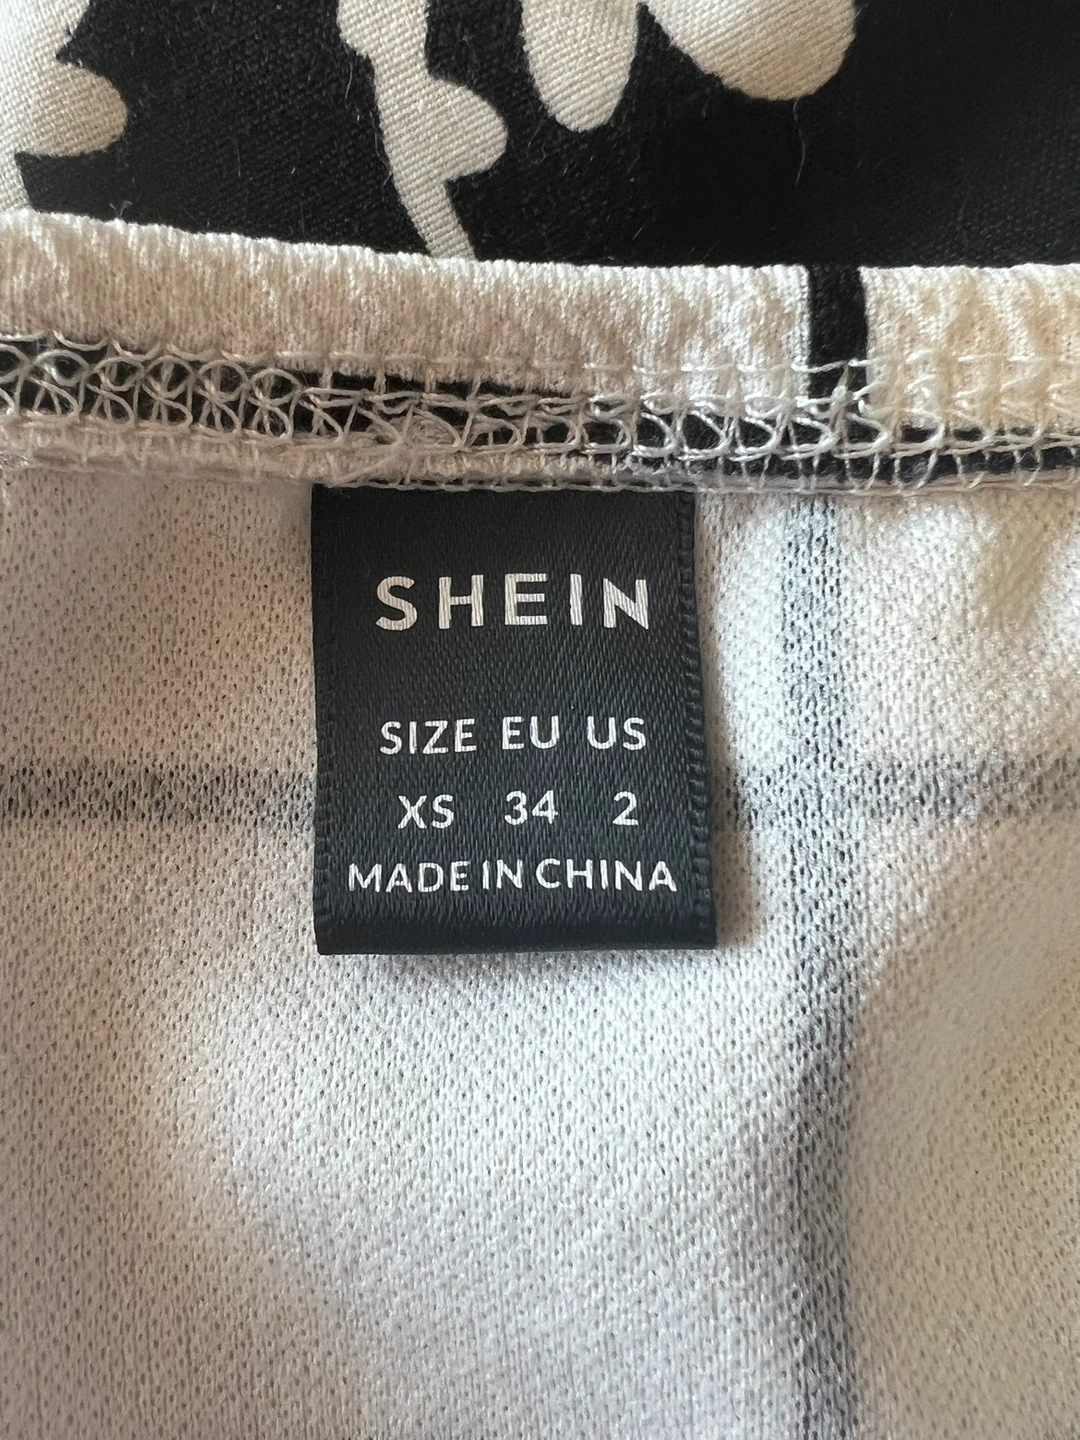 SHEIN
SIZE EU US
XS 34 2
MADE IN CHINA